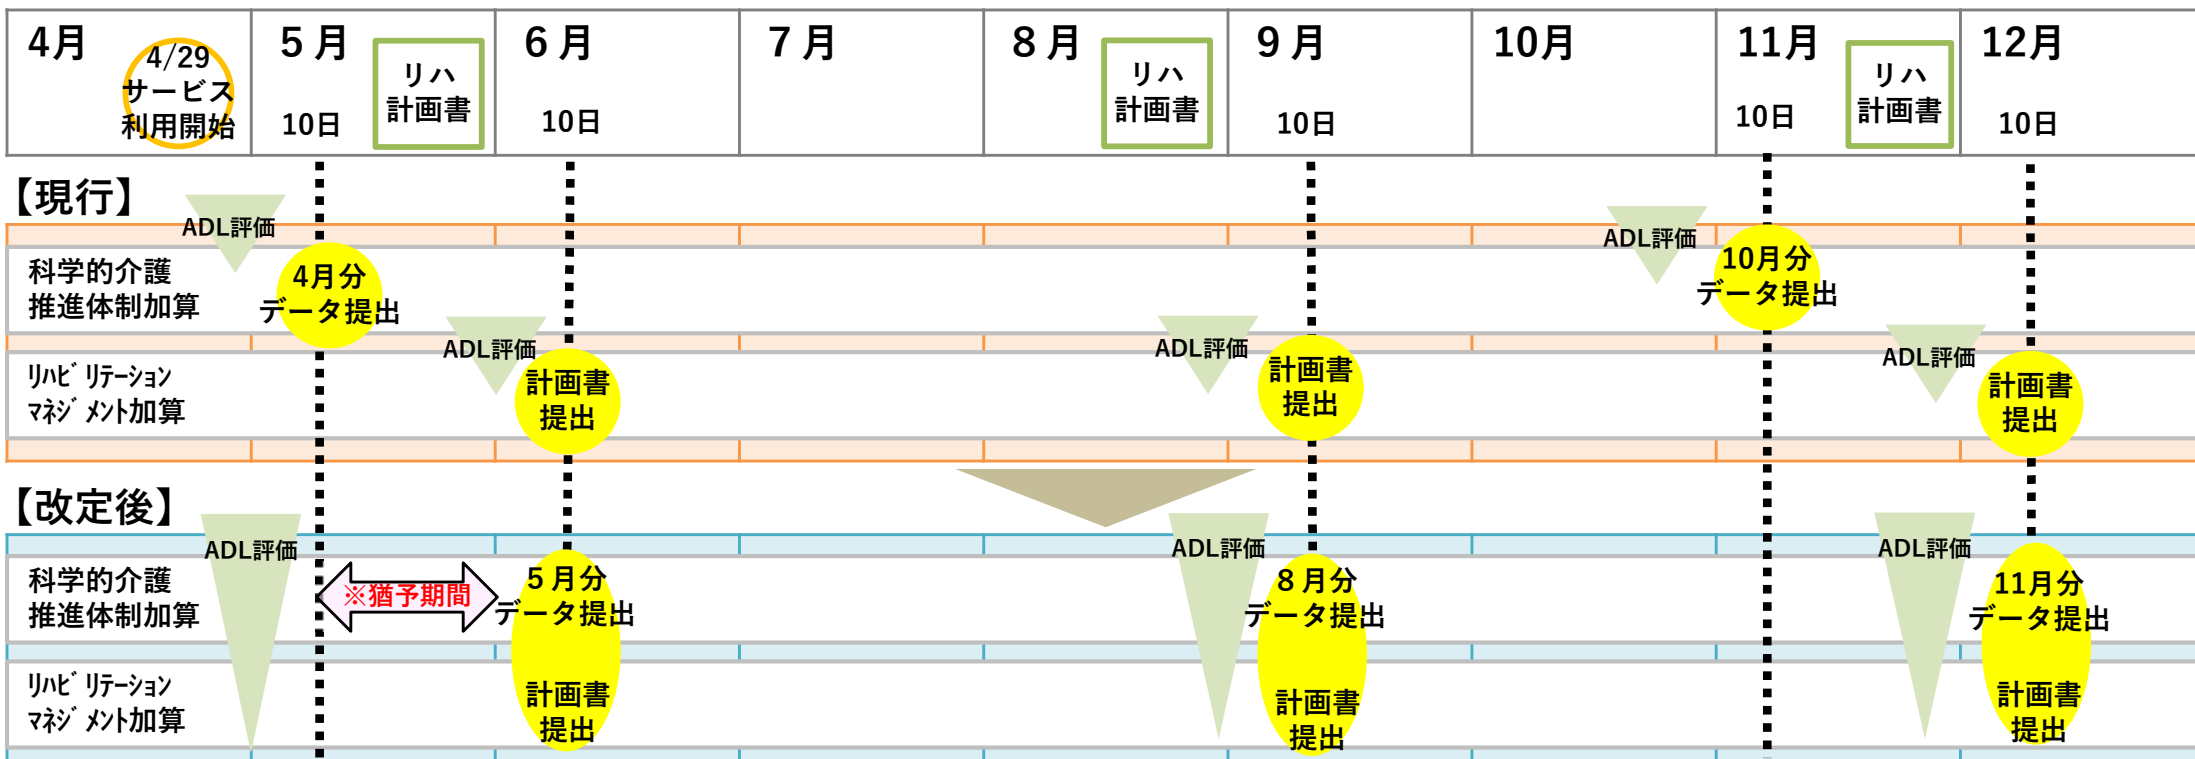 4月
4/29
サービス
利用開始
5月
10日
リハ
計画書
6月
10日
7月
8月
リハ
計画書
9月
10日
10月
11月
10日
リハ
計画書
12月
10日
【現行】
ADL評価
ADL評価
科学的介護
推進体制加算
4月分
データ提出
10月分
データ提出
ADL評価
ADL評価
ADL評価
リハビリテーション
マネジメント加算
計画書
提出
計画書
提出
計画書
提出
【改定後】
ADL評価
ADL評価
ADL評価
科学的介護
推進体制加算
※猶予期間
5月分
データ提出
8月分
データ提出
11月分
データ提出
リハビリテーション
マネジメント加算
計画書
提出
計画書
提出
計画書
提出